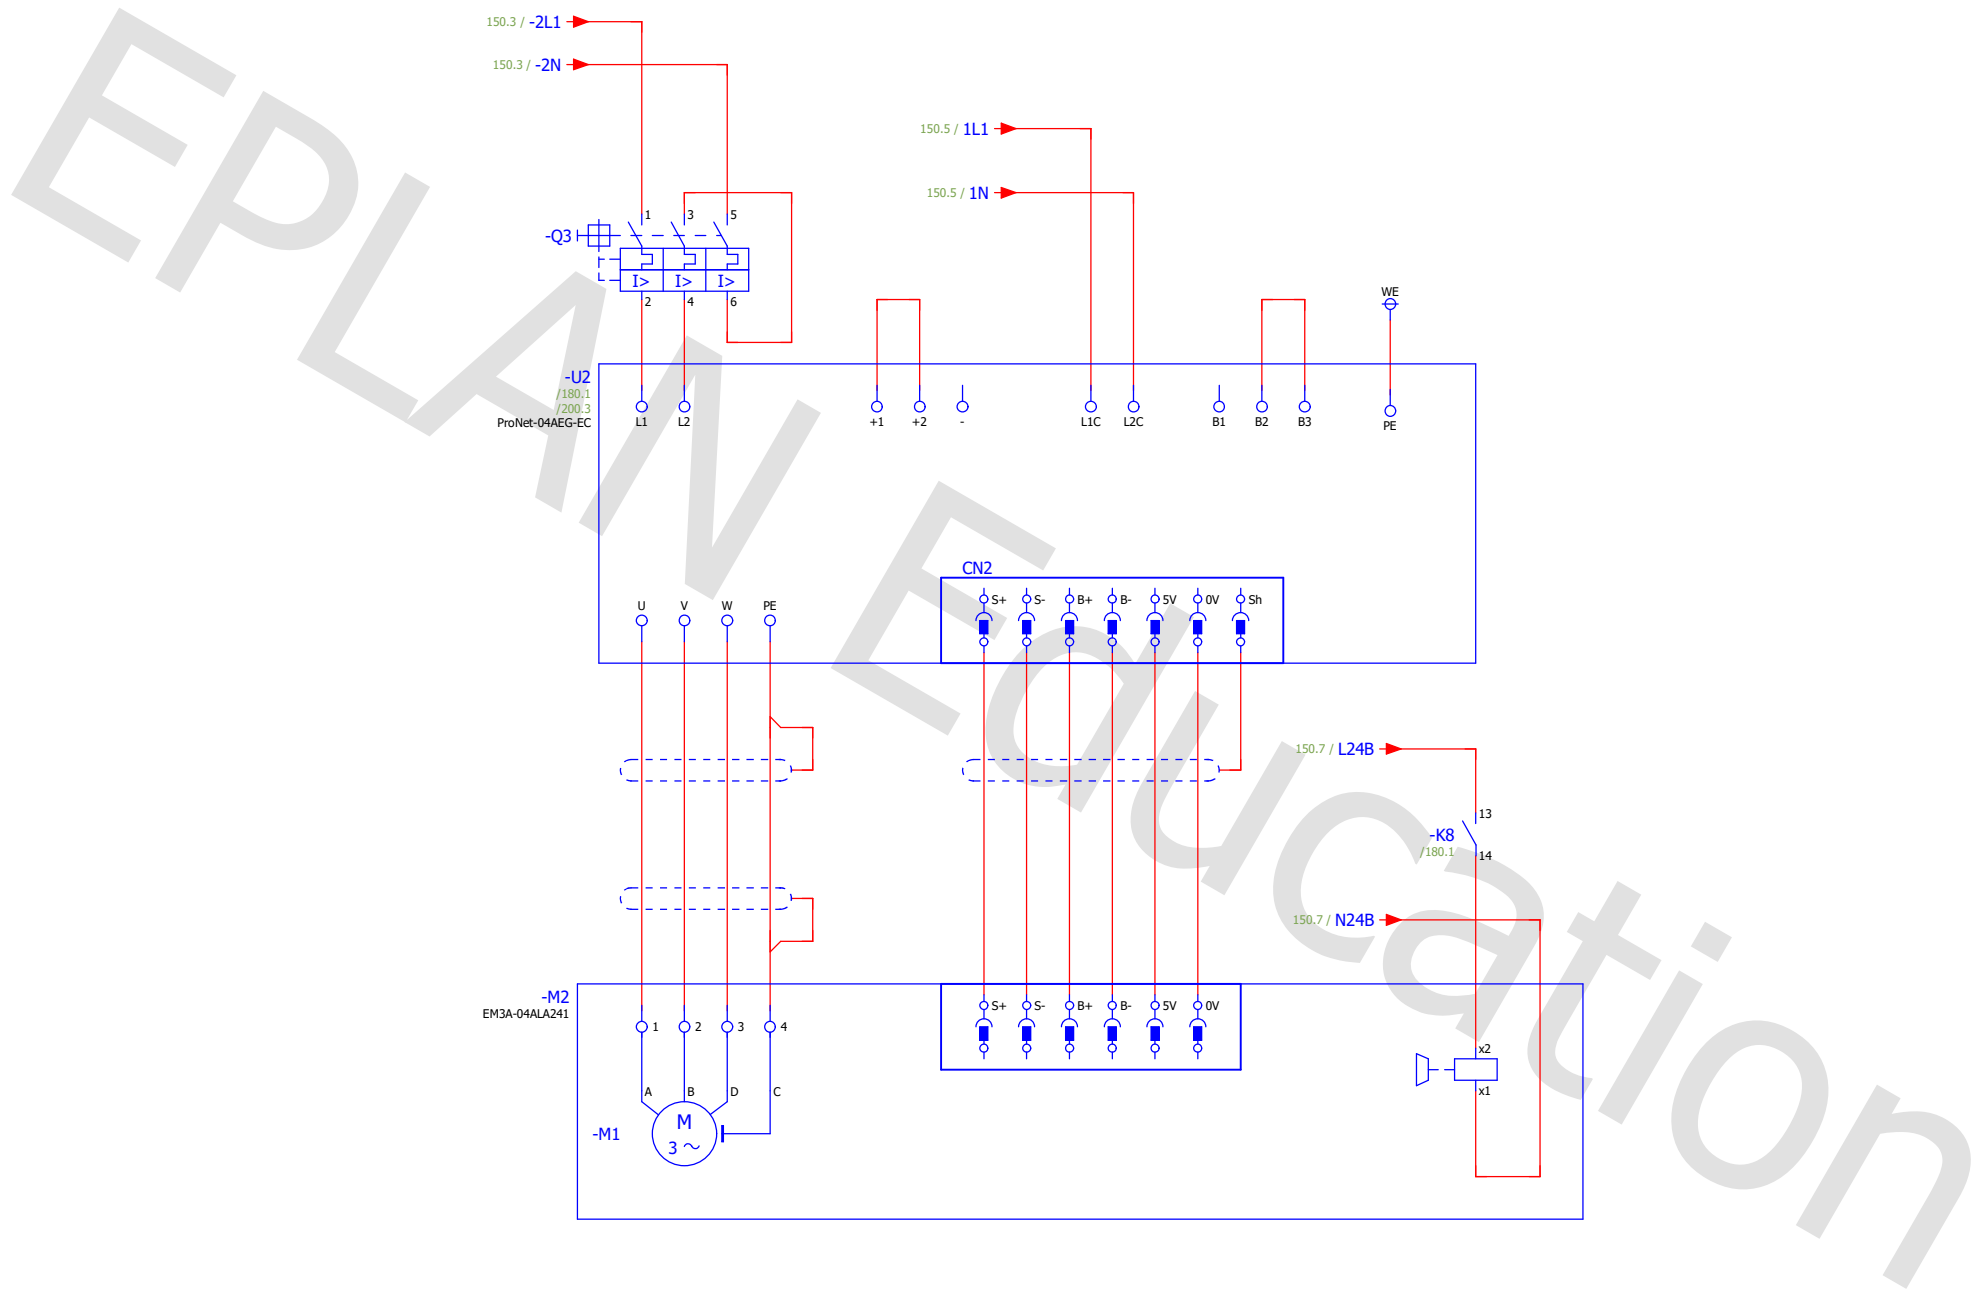 150.3 / -2L1
150.3 / -2N
150.5 / 1L1
150.5 / 1N
1 3 5
-Q3
I> I> I>
2 4 6
WE
-U2
/180.1
/200.3
ProNet-04AEG-EC
L1 L2 +1 +2 - L1C L2C B1 B2 B3 PE
CN2
S+ S- B+ B- 5V 0V Sh
U V W PE
150.7 / L24B
13
-K8
/180.1
14
150.7 / N24B
-M2
EM3A-04ALA241
S+ S- B+ B- 5V 0V
1 2 3 4
x2
x1
A B D C
M
3 ~
-M1
EPLAN Education